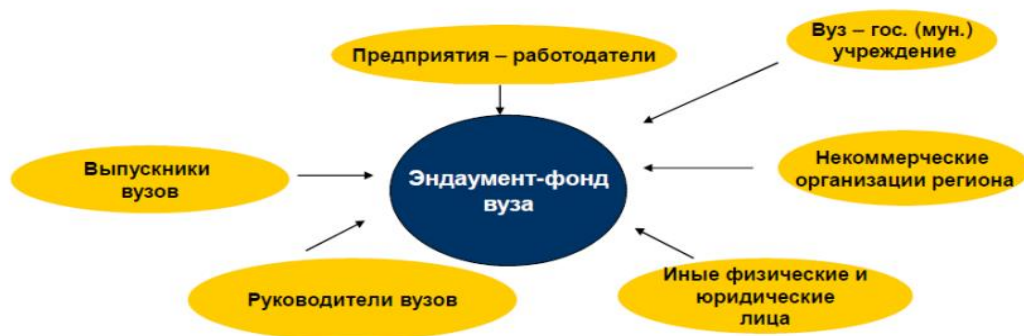 Предприятия – работодатели
Вуз – гос. (мун.)
учреждение
Выпускники
вузов
Эндаумент-фонд
вуза
Некоммерческие
организации региона
Руководители вузов
Иные физические и
юридические
лица